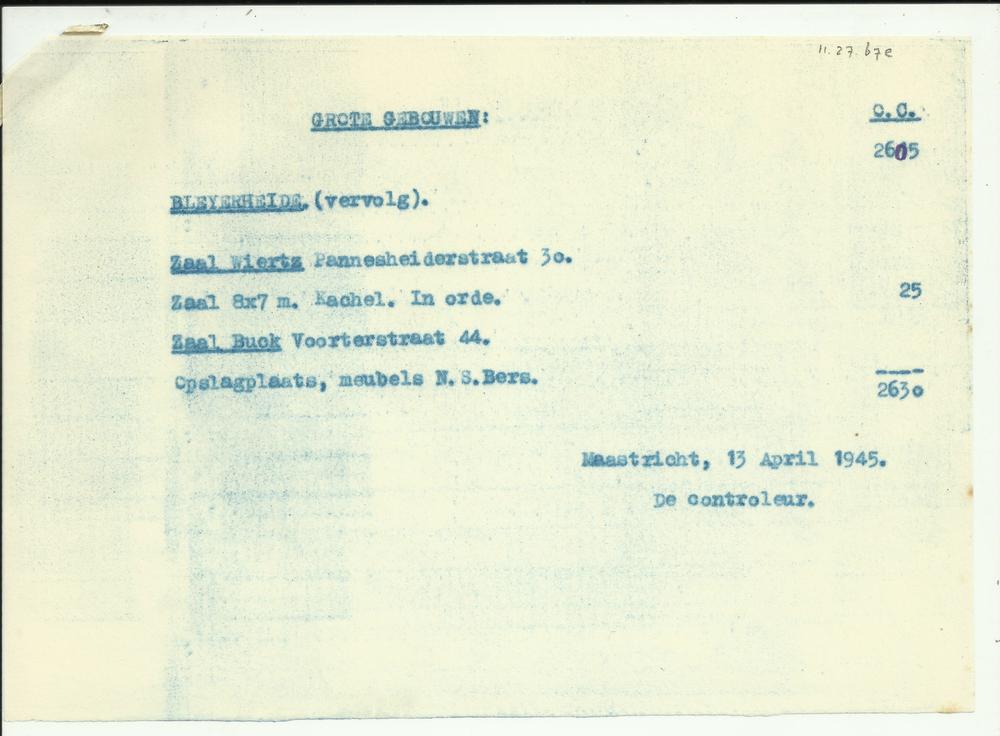 11.27.67e
GROTE GEBOUWEN: O.C.
2605
BLEYERHEIDE.(vervolg).
Zaal Wiertz Pannesheiderstraat 3o.
Zaal 8x7 m. Kachel. In orde. 25
Zaal Buck Voorterstraat 44.
Opslagplaats, meubels N.S.Bers.
263o
Maastricht, 13 April 1945.
De controleur.